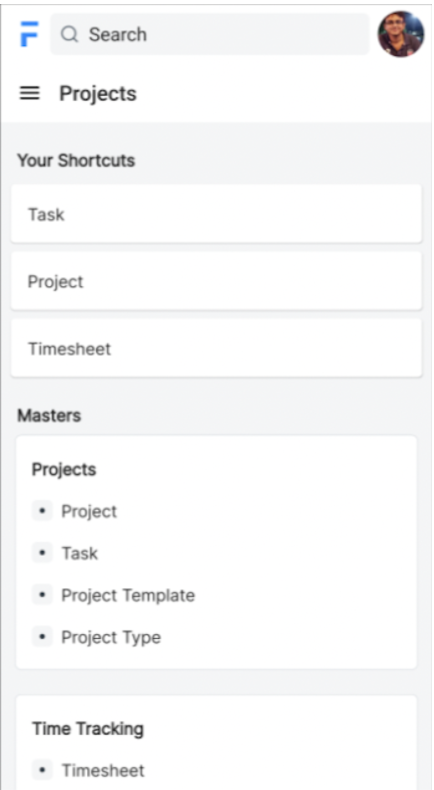 Search
Projects
Your Shortcuts
Task
Project
Timesheet
Masters
Projects
Project
Task
Project Template
Project Type
Time Tracking
Timesheet